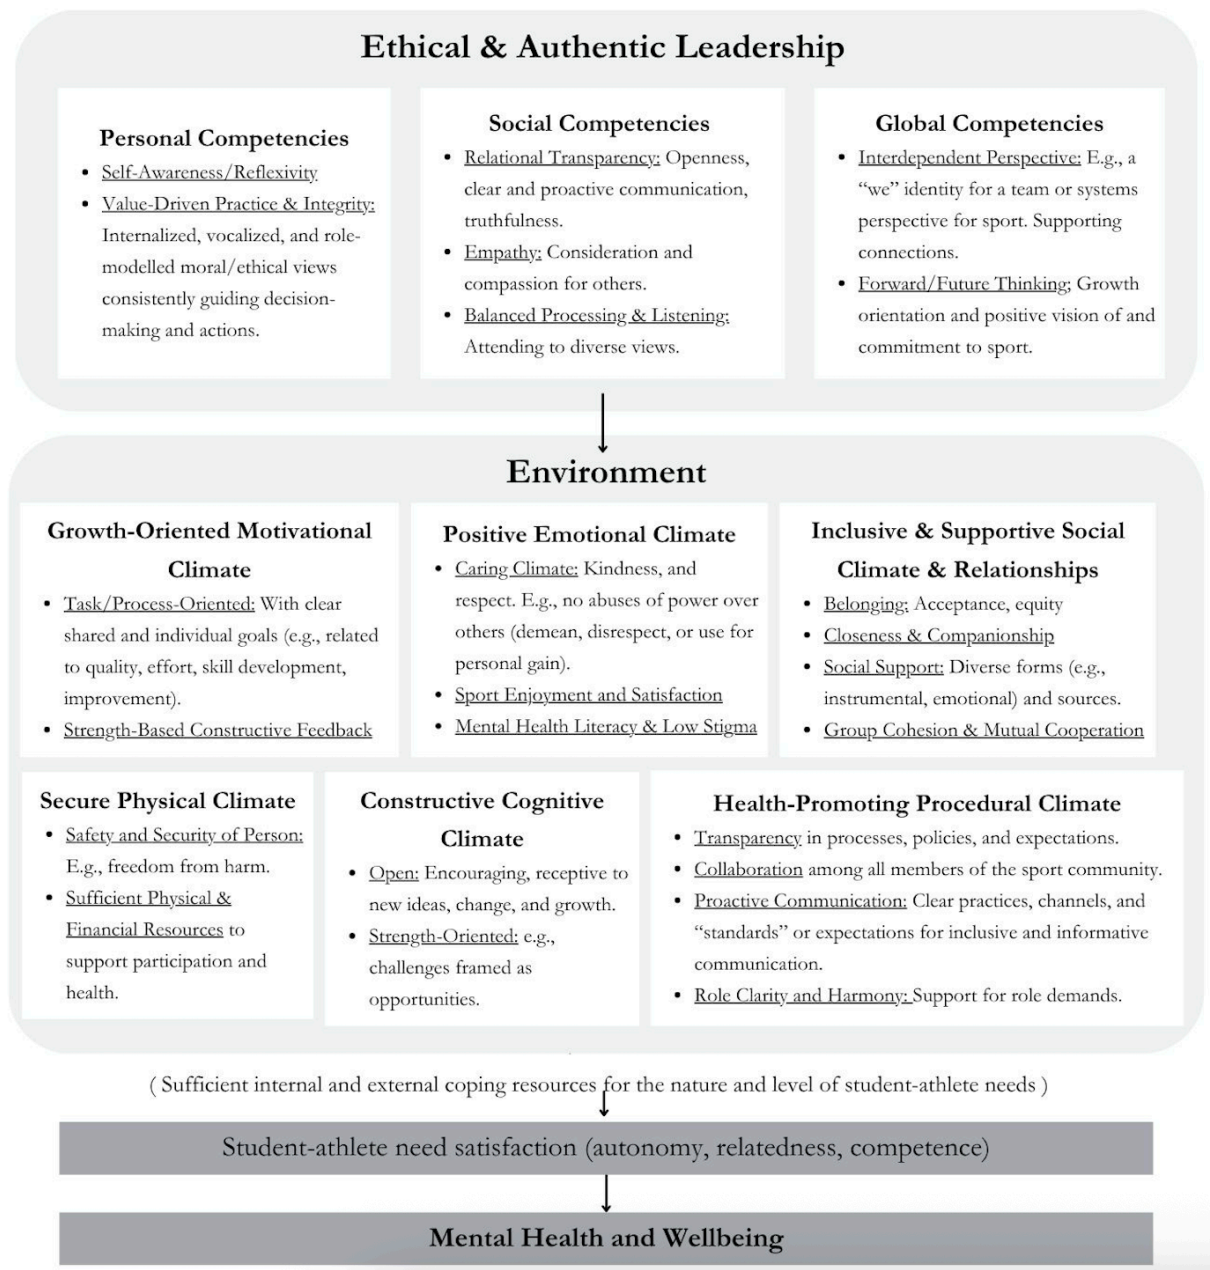 Ethical & Authentic Leadership
Personal Competencies
• Self-Awareness/Reflexivity
• Value-Driven Practice & Integrity:
Internalized, vocalized, and role-
modelled moral/ethical views
consistently guiding decision-
making and actions.
Social Competencies
• Relational Transparency: Openness,
clear and proactive communication,
truthfulness.
• Empathy: Consideration and
compassion for others.
• Balanced Processing & Listening:
Attending to diverse views.
Global Competencies
• Interdependent Perspective: E.g., a
“we” identity for a team or systems
perspective for sport. Supporting
connections.
• Forward/Future Thinking: Growth
orientation and positive vision of and
commitment to sport.
Environment
Growth-Oriented Motivational
Climate
• Task/Process-Oriented: With clear
shared and individual goals (e.g., related
to quality, effort, skill development,
improvement).
• Strength-Based Constructive Feedback
Positive Emotional Climate
• Caring Climate: Kindness, and
respect. E.g., no abuses of power over
others (demean, disrespect, or use for
personal gain).
• Sport Enjoyment and Satisfaction
• Mental Health Literacy & Low Stigma
Inclusive & Supportive Social
Climate & Relationships
• Belonging: Acceptance, equity
• Closeness & Companionship
• Social Support: Diverse forms (e.g.,
instrumental, emotional) and sources.
• Group Cohesion & Mutual Cooperation
Secure Physical Climate
• Safety and Security of Person:
E.g., freedom from harm.
• Sufficient Physical &
Financial Resources to
support participation and
health.
Constructive Cognitive
Climate
• Open: Encouraging, receptive to
new ideas, change, and growth.
• Strength-Oriented: e.g.,
challenges framed as
opportunities.
Health-Promoting Procedural Climate
• Transparency in processes, policies, and expectations.
• Collaboration among all members of the sport community.
• Proactive Communication: Clear practices, channels, and
“standards” or expectations for inclusive and informative
communication.
• Role Clarity and Harmony: Support for role demands.
( Sufficient internal and external coping resources for the nature and level of student-athlete needs )
Student-athlete need satisfaction (autonomy, relatedness, competence)
Mental Health and Wellbeing